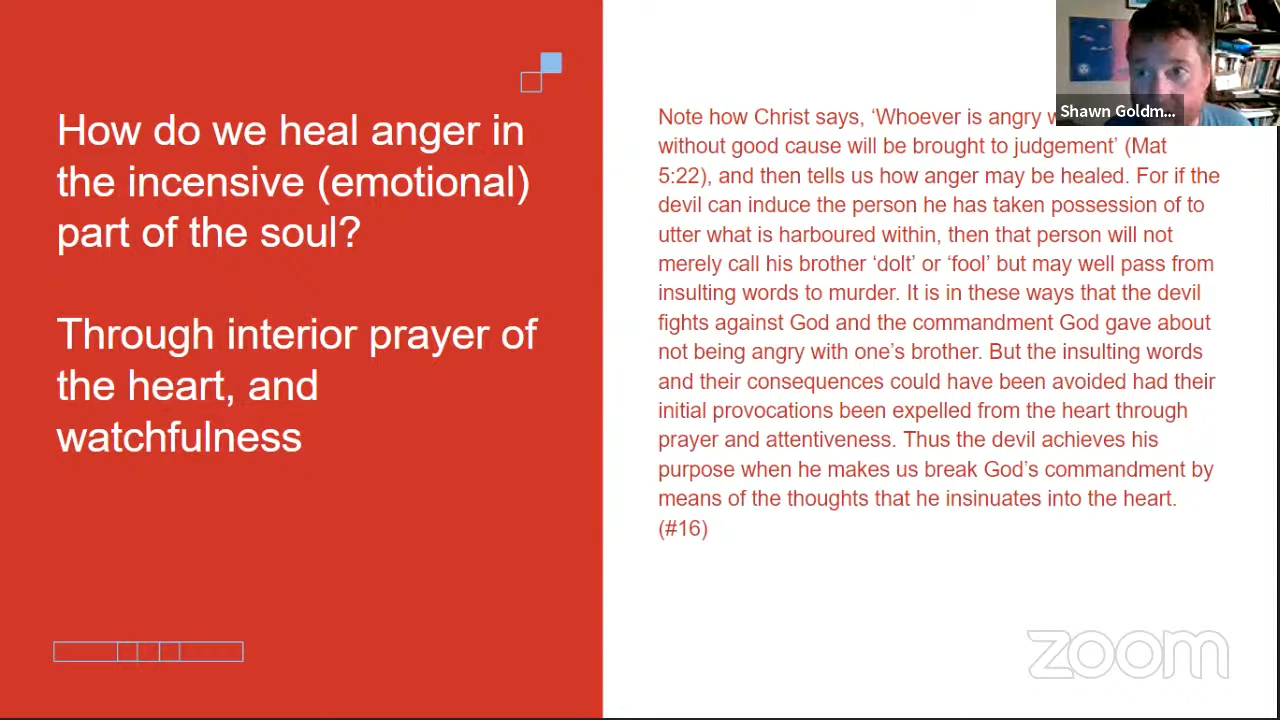 How do we heal anger in
the incensive (emotional)
part of the soul?
Through interior prayer of
the heart, and
watchfulness
Note how Christ says, ‘Whoever is angry
without good cause will be brought to judgement’ (Mat
5:22), and then tells us how anger may be healed. For if the
devil can induce the person he has taken possession of to
utter what is harboured within, then that person will not
merely call his brother ‘dolt’ or ‘fool’ but may well pass from
insulting words to murder. It is in these ways that the devil
fights against God and the commandment God gave about
not being angry with one’s brother. But the insulting words
and their consequences could have been avoided had their
initial provocations been expelled from the heart through
prayer and attentiveness. Thus the devil achieves his
purpose when he makes us break God’s commandment by
means of the thoughts that he insinuates into the heart.
(#16)
Shawn Goldm...
zoom